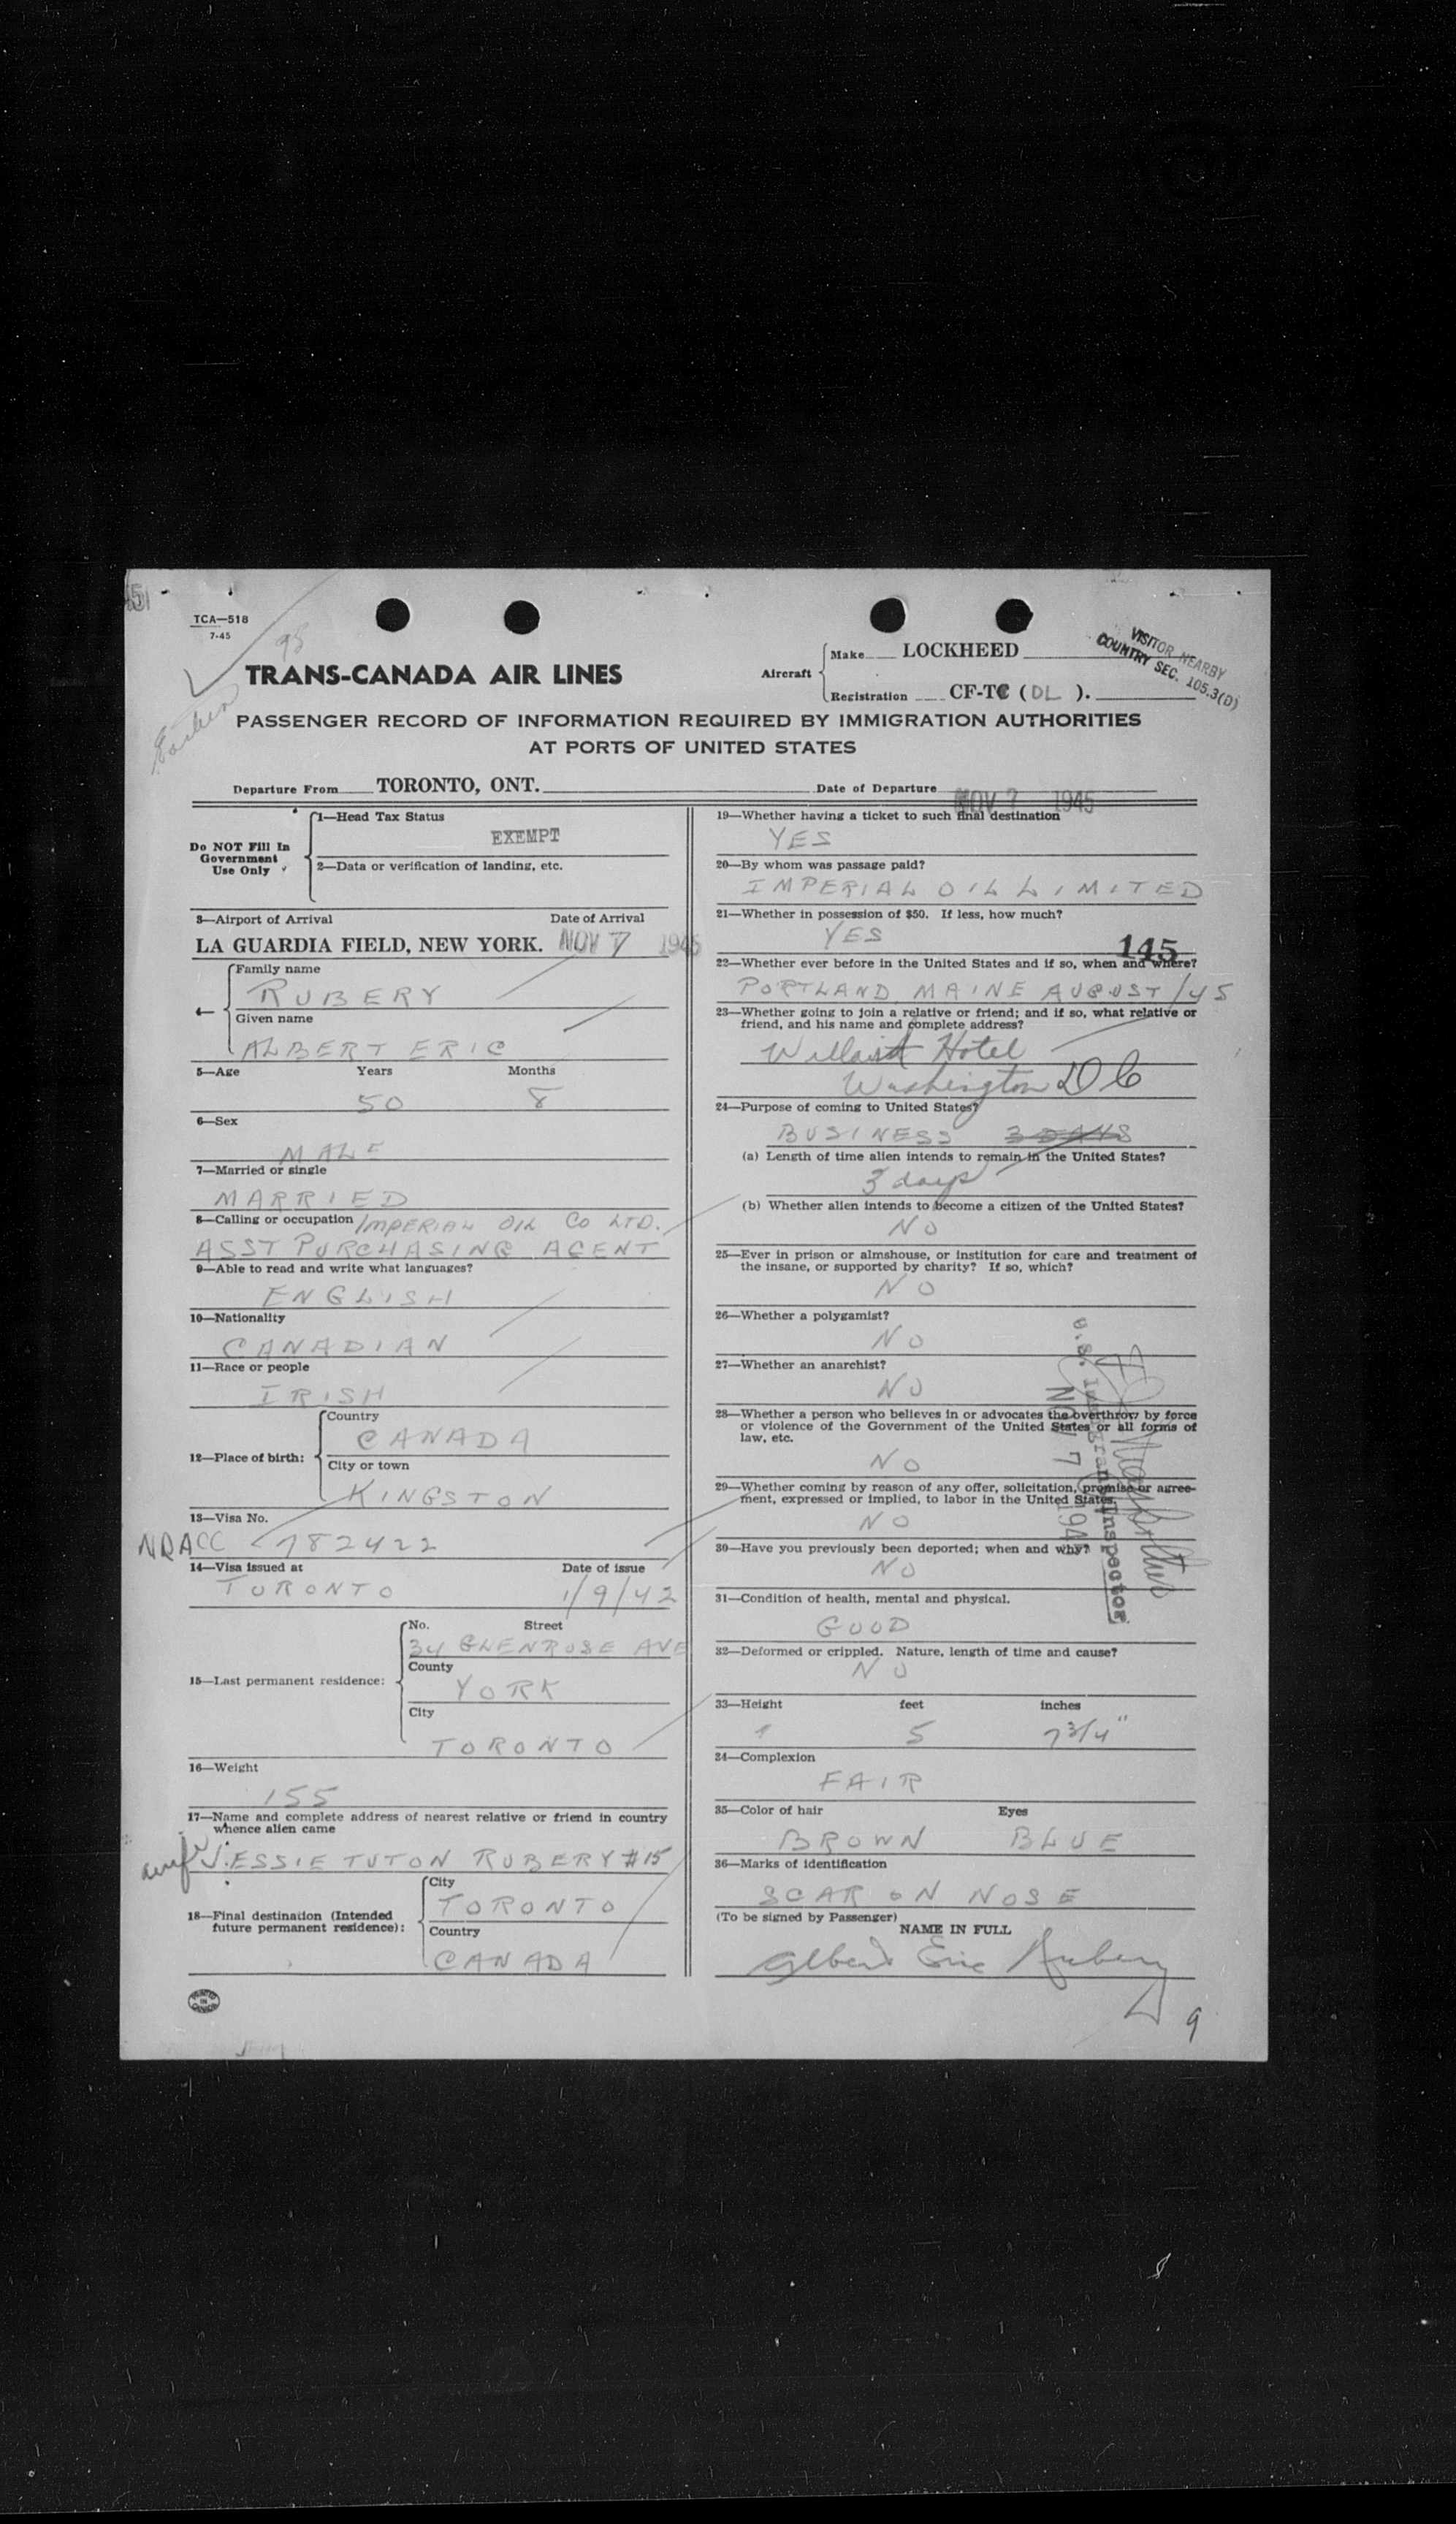 TCA—518
7-45
95
TRANS-CANADA AIR LINES
Aircraft
Make LOCKHEED
Registration CF-TC (DL).
VISITOR NEARBY
COUNTRY SEC. 105.3(D)
PASSENGER RECORD OF INFORMATION REQUIRED BY IMMIGRATION AUTHORITIES
AT PORTS OF UNITED STATES
Departure From TORONTO, ONT.
Date of Departure NOV 7 1945
Do NOT Fill In
Government
Use Only
1—Head Tax Status
EXEMPT
2—Data or verification of landing, etc.
3—Airport of Arrival Date of Arrival
LA GUARDIA FIELD, NEW YORK. NOV 7 1945
4—
Family name
RUBERY
Given name
ALBERT ERIC
5—Age Years Months
50 8
6—Sex
MALE
7—Married or single
MARRIED
8—Calling or occupation IMPERIAL OIL CO LTD.
ASST PURCHASING AGENT
9—Able to read and write what languages?
ENGLISH
10—Nationality
CANADIAN
11—Race or people
IRISH
12—Place of birth:
Country
CANADA
City or town
KINGSTON
13—Visa No.
NRACC 782422
14—Visa issued at Date of issue
TORONTO 1/9/42
15—Last permanent residence:
No. Street
34 GLENROSE AVE
County
YORK
City
TORONTO
16—Weight
155
17—Name and complete address of nearest relative or friend in country
whence alien came
wife JESSIE TUTON RUBERY #15
18—Final destination (Intended
future permanent residence):
City
TORONTO
Country
CANADA
PRINTED
IN
CANADA
19—Whether having a ticket to such final destination
YES
20—By whom was passage paid?
IMPERIAL OIL LIMITED
21—Whether in possession of $50. If less, how much?
YES
145
22—Whether ever before in the United States and if so, when and where?
PORTLAND MAINE AUGUST/45
23—Whether going to join a relative or friend; and if so, what relative or
friend, and his name and complete address?
Willard Hotel
Washington D C
24—Purpose of coming to United States?
BUSINESS 3 DAYS
(a) Length of time alien intends to remain in the United States?
3 days
(b) Whether alien intends to become a citizen of the United States?
NO
25—Ever in prison or almshouse, or institution for care and treatment of
the insane, or supported by charity? If so, which?
NO
26—Whether a polygamist?
NO
27—Whether an anarchist?
NO
28—Whether a person who believes in or advocates the overthrow by force
or violence of the Government of the United States or all forms of
law, etc.
NO
29—Whether coming by reason of any offer, solicitation, promise or agree-
ment, expressed or implied, to labor in the United States.
NO
30—Have you previously been deported; when and why?
NO
U.S. Immigrant Inspector
NOV 7 1945
31—Condition of health, mental and physical.
GOOD
32—Deformed or crippled. Nature, length of time and cause?
NO
33—Height feet inches
5 7 3/4"
34—Complexion
FAIR
35—Color of hair Eyes
BROWN BLUE
36—Marks of identification
SCAR ON NOSE
(To be signed by Passenger)
NAME IN FULL
Albert Eric Rubery
9